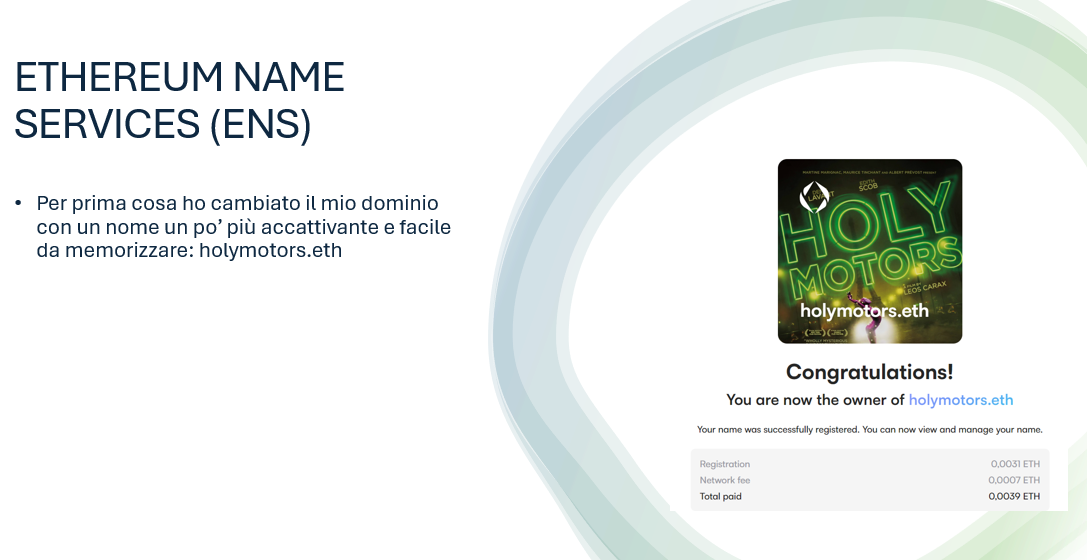 ETHEREUM NAME
SERVICES (ENS)
• Per prima cosa ho cambiato il mio dominio
con un nome un po’ più accattivante e facile
da memorizzare: holymotors.eth
EDITH
SCOB
LAVANT
HOLY
MOTORS
LEOS CARAX
holymotors.eth
Congratulations!
You are now the owner of holymotors.eth
Your name was successfully registered. You can now view and manage your name.
Registration 0,0031 ETH
Network fee 0,0007 ETH
Total paid 0,0039 ETH